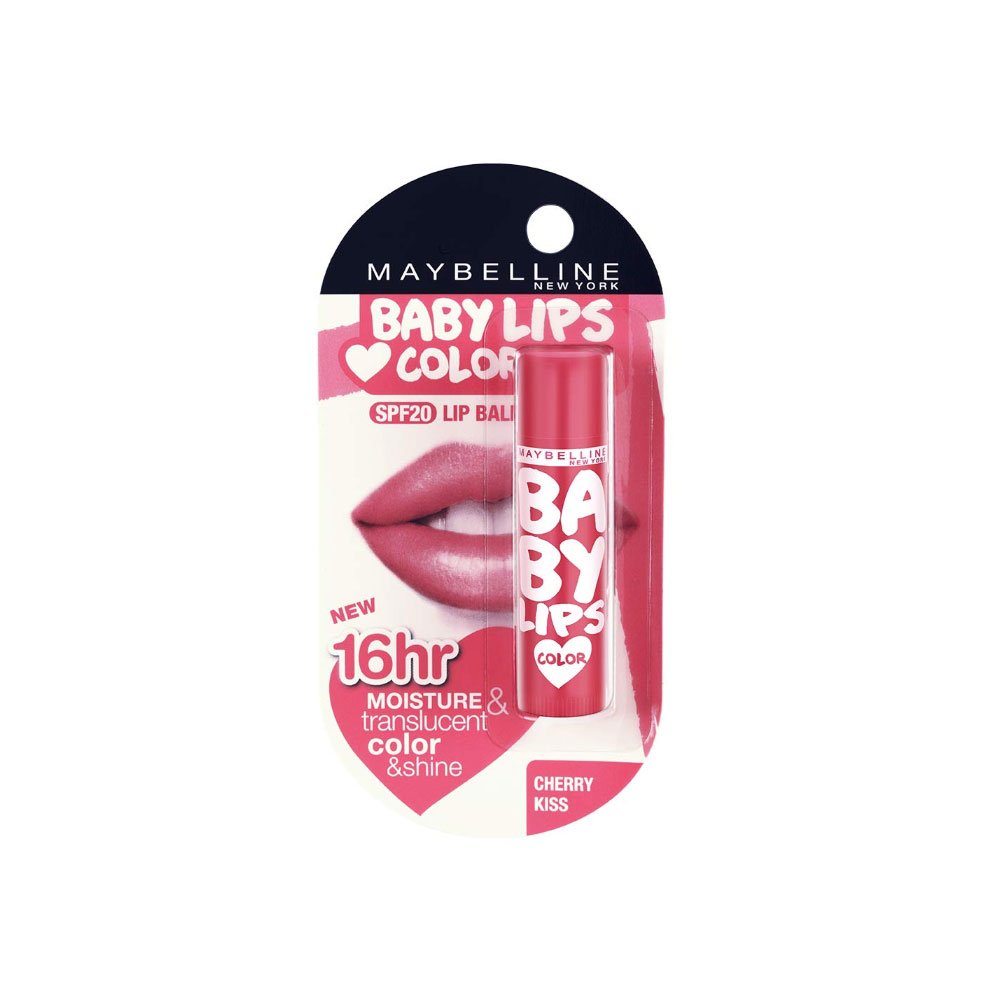 MAYBELLINE
NEW YORK
BABY LIPS
COLOR
SPF20 LIP BAL
MAYBELLINE
NEW YORK
BA
BY
LIPS
COLOR
NEW
16hr
MOISTURE &
translucent
color
&shine
CHERRY
KISS